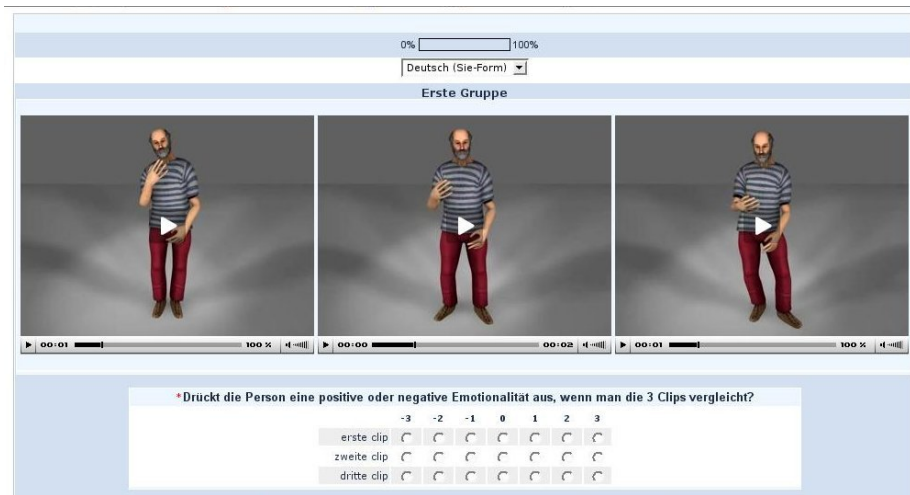 0% 100%
Deutsch (Sie-Form)
Erste Gruppe
00:01 100 % 00:00 00:02 00:01 100 %
*Drückt die Person eine positive oder negative Emotionalität aus, wenn man die 3 Clips vergleicht?
-3 -2 -1 0 1 2 3
erste clip
zweite clip
dritte clip